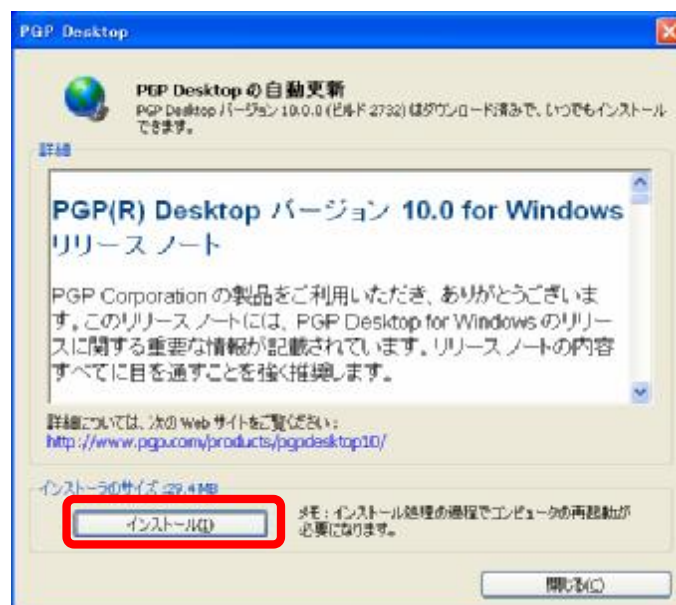 PGP Desktop
PGP Desktop の自動更新
PGP Desktop バージョン 10.0.0 (ビルド 2732) はダウンロード済みで、いつでもインストール
できます。
詳細
PGP(R) Desktop バージョン 10.0 for Windows
リリース ノート
PGP Corporation の製品をご利用いただき、ありがとうございま
す。このリリース ノートには、PGP Desktop for Windows のリリー
スに関する重要な情報が記載されています。リリース ノートの内容
すべてに目を通すことを強く推奨します。
詳細については、次の Web サイトをご覧ください:
http://www.pgp.com/products/pgpdesktop10/
インストーラのサイズ:29.4 MB
インストール(I)
メモ:インストール処理の過程でコンピュータの再起動が
必要になります。
閉じる(C)